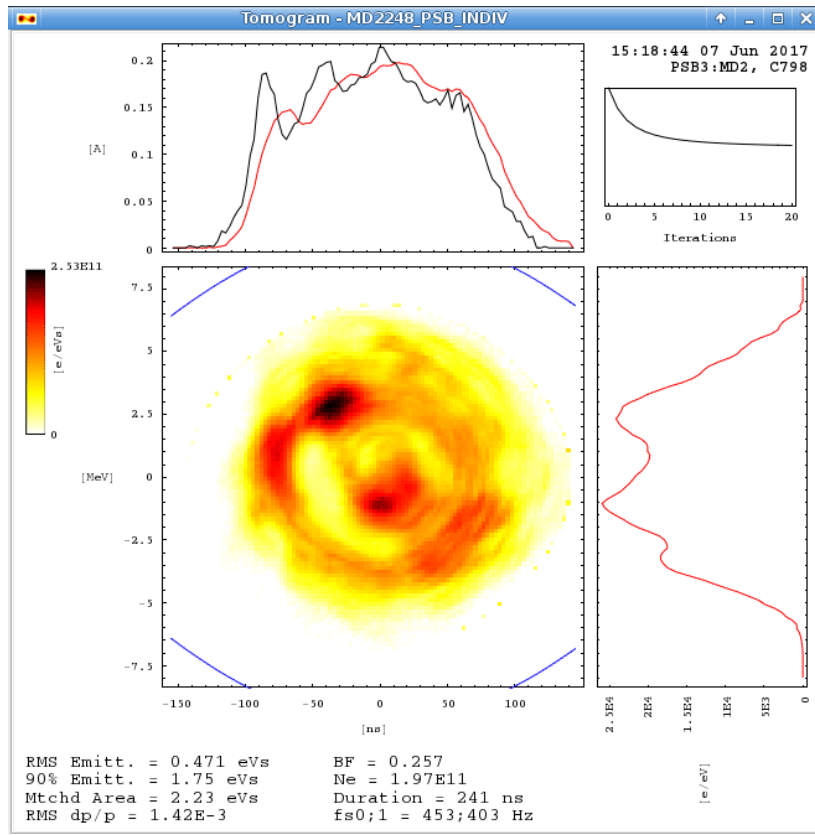 Tomogram - MD2248_PSB_INDIV
15:18:44 07 Jun 2017
PSB3:MD2, C798
0.2
0.15
0.1
0.05
0
[A]
0 5 10 15 20
Iterations
2.53E11
0
[e/eVs]
7.5
5
2.5
0
-2.5
-5
-7.5
[MeV]
-150 -100 -50 0 50 100
[ns]
2.5E4 2E4 1.5E4 1E4 5E3 0
[e/eV]
RMS Emitt. = 0.471 eVs BF = 0.257
90% Emitt. = 1.75 eVs Ne = 1.97E11
Mtchd Area = 2.23 eVs Duration = 241 ns
RMS dp/p = 1.42E-3 fs0;1 = 453;403 Hz